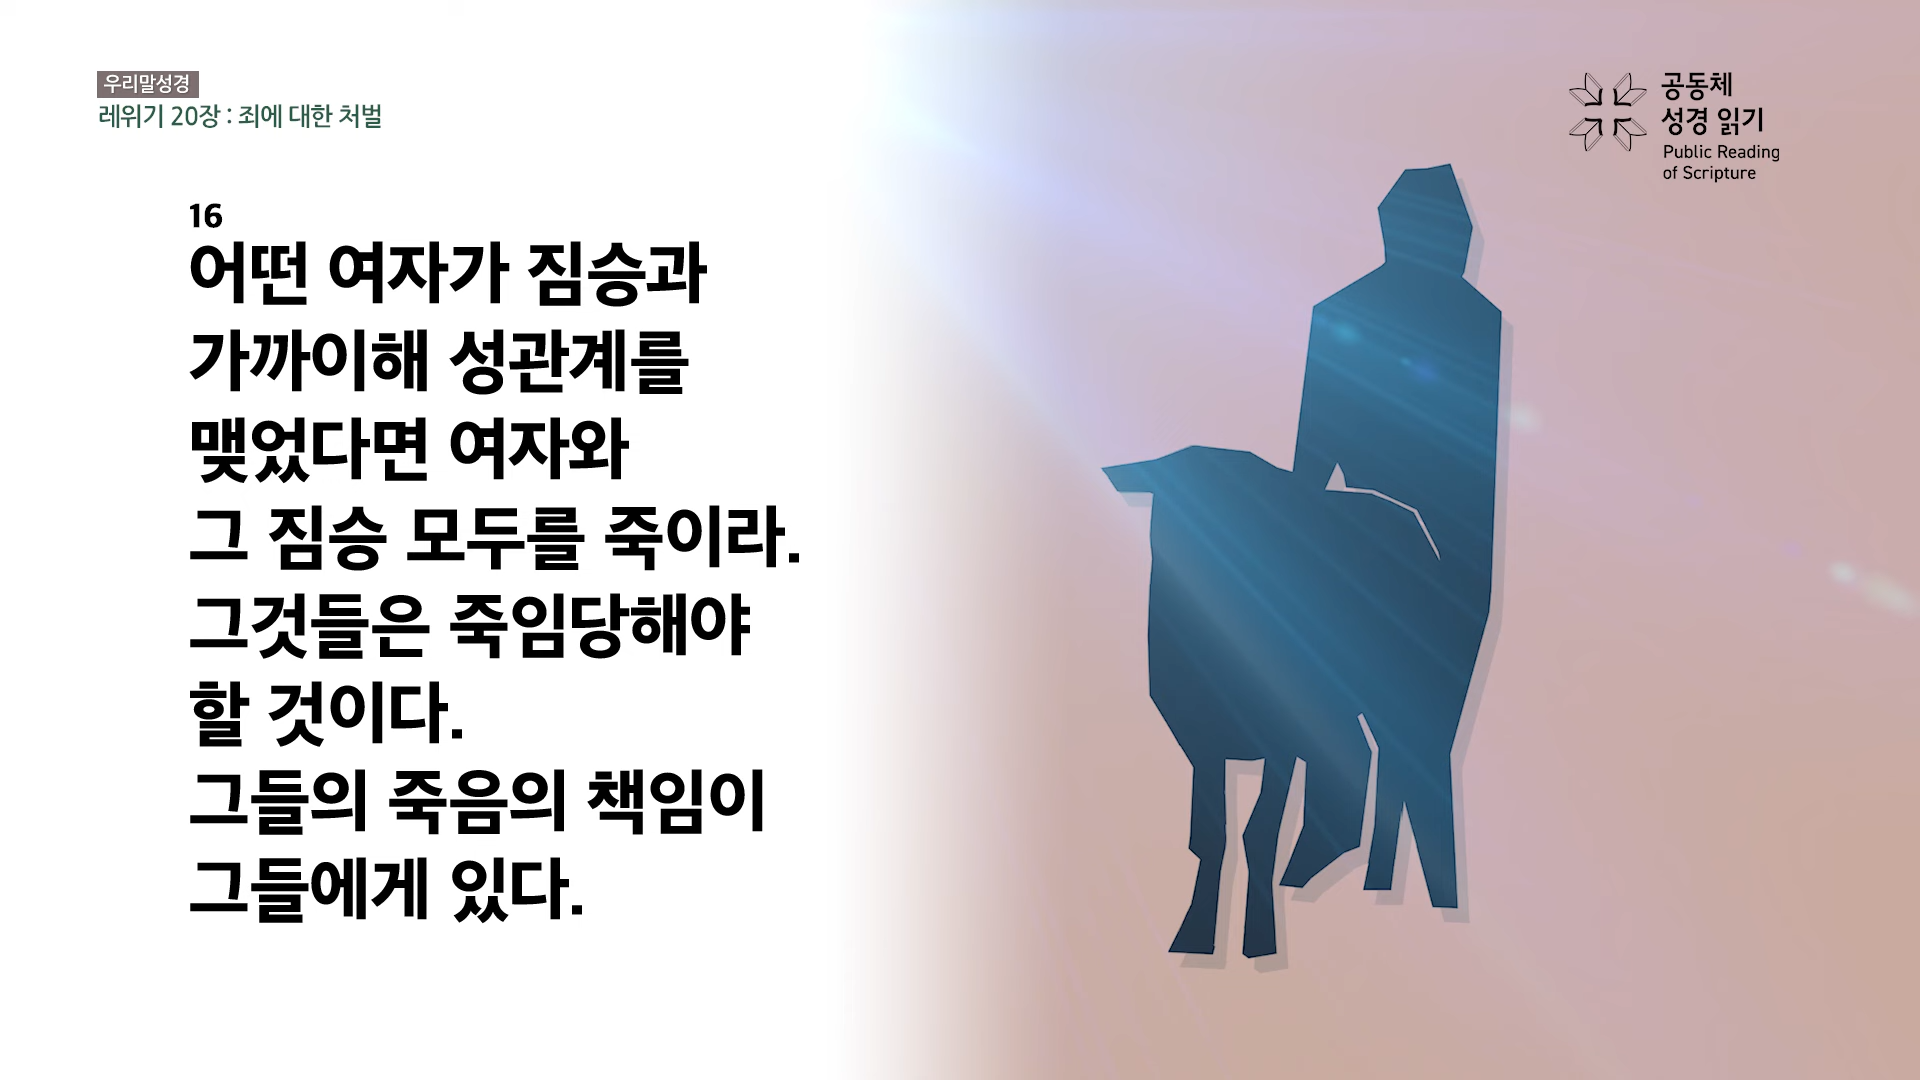 우리말성경
레위기 20장 : 죄에 대한 처벌
공동체
성경 읽기
Public Reading
of Scripture
16
어떤 여자가 짐승과
가까이해 성관계를
맺었다면 여자와
그 짐승 모두를 죽이라.
그것들은 죽임당해야
할 것이다.
그들의 죽음의 책임이
그들에게 있다.